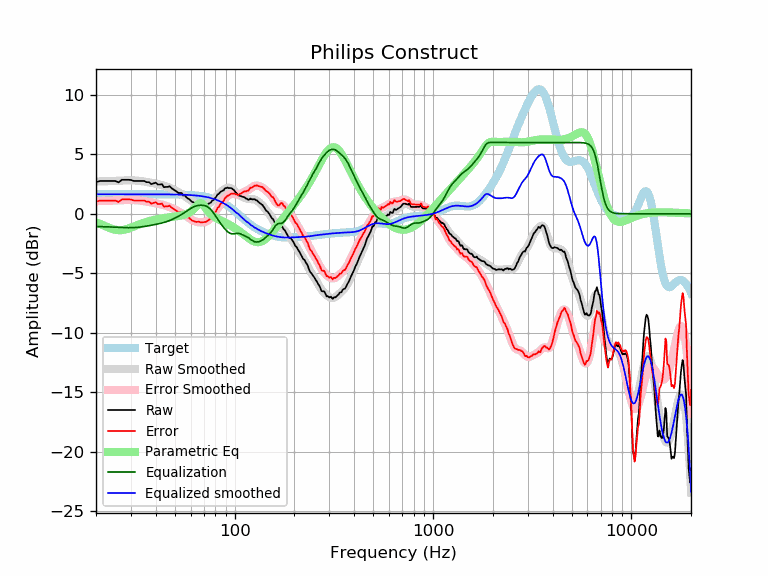 Philips Construct
10
5
0
−5
−10
−15
−20
−25
Amplitude (dBr)
Target
Raw Smoothed
Error Smoothed
Raw
Error
Parametric Eq
Equalization
Equalized smoothed
100
1000
10000
Frequency (Hz)